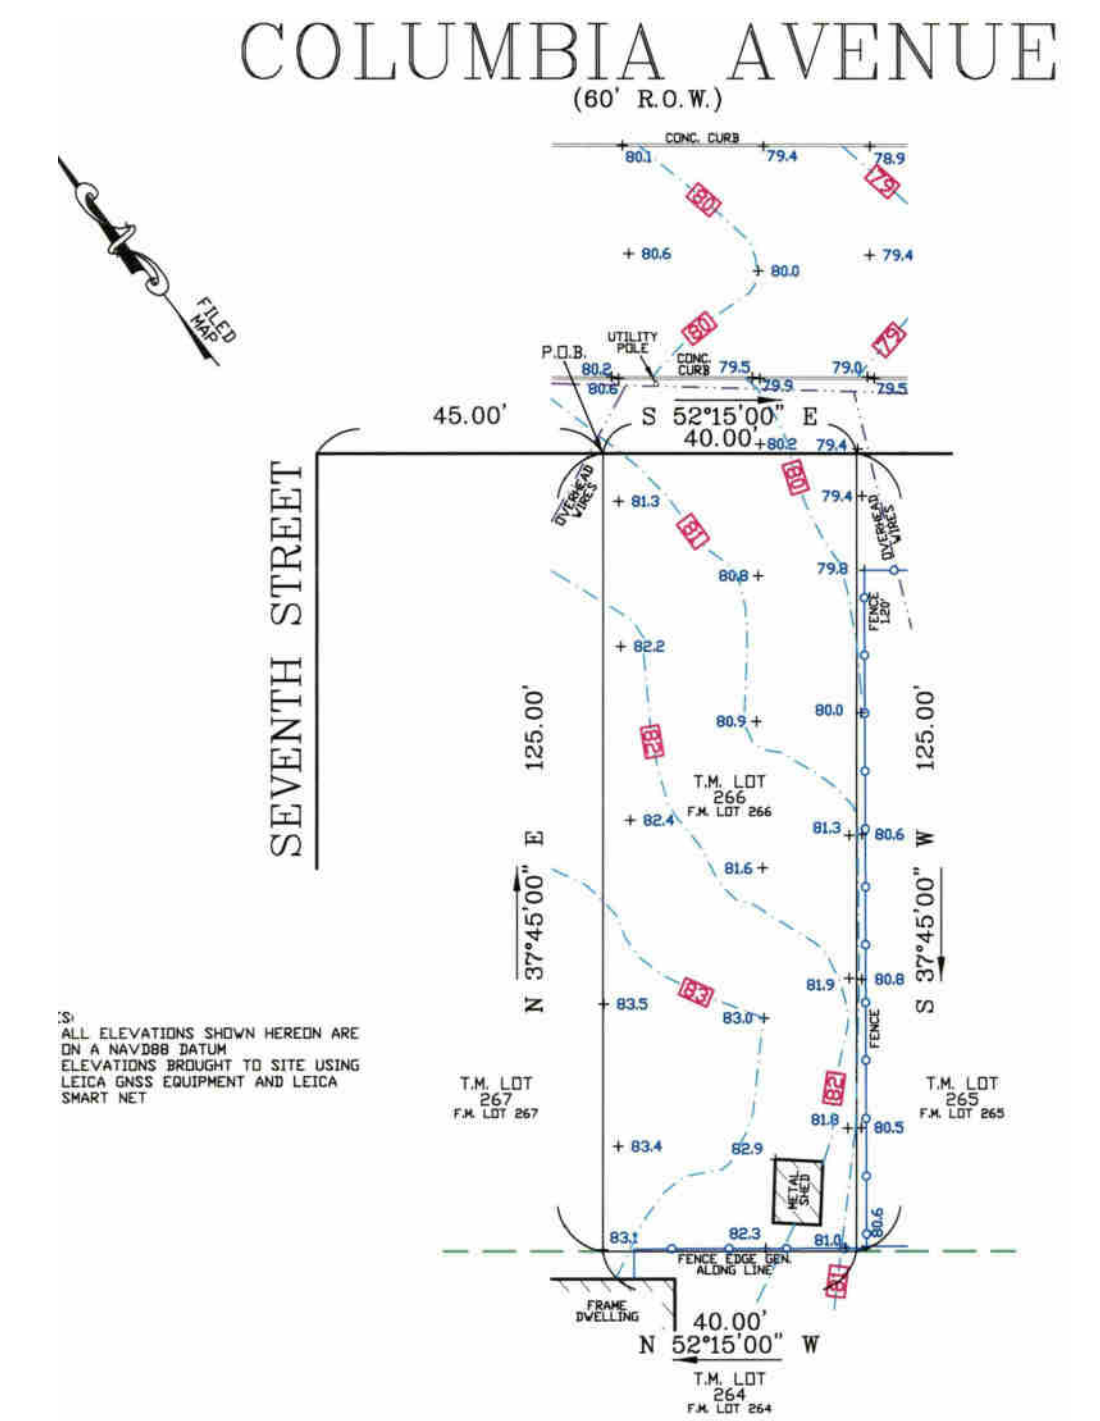 COLUMBIA AVENUE
(60' R.O.W.)
CONC. CURB
80.1
79.4
78.9
80
79
80.6
79.4
80.0
FILED
MAP
80
79
UTILITY
POLE
P.O.B.
CONC.
CURB
80.2
79.5
79.0
80.6
79.9
79.5
45.00'
S 52°15'00" E
40.00'
80.2
79.4
OVERHEAD
WIRES
80
81.3
79.4
OVERHEAD
WIRES
81
80.8
79.8
FENCE
1.20'
SEVENTH STREET
82.2
N 37°45'00" E 125.00'
80.9
80.0
S 37°45'00" W 125.00'
82
T.M. LOT
266
F.M. LOT 266
82.4
81.3
80.6
81.6
83
81.9
80.8
83.5
83.0
FENCE
:S:
ALL ELEVATIONS SHOWN HEREON ARE
ON A NAVD88 DATUM
ELEVATIONS BROUGHT TO SITE USING
LEICA GNSS EQUIPMENT AND LEICA
SMART NET
T.M. LOT
267
F.M. LOT 267
82
T.M. LOT
265
F.M. LOT 265
81.8
80.5
83.4
82.9
METAL
SHED
80.6
83.1
82.3
81.0
FENCE EDGE GEN.
ALONG LINE
81
FRAME
DWELLING
40.00'
N 52°15'00" W
T.M. LOT
264
F.M. LOT 264